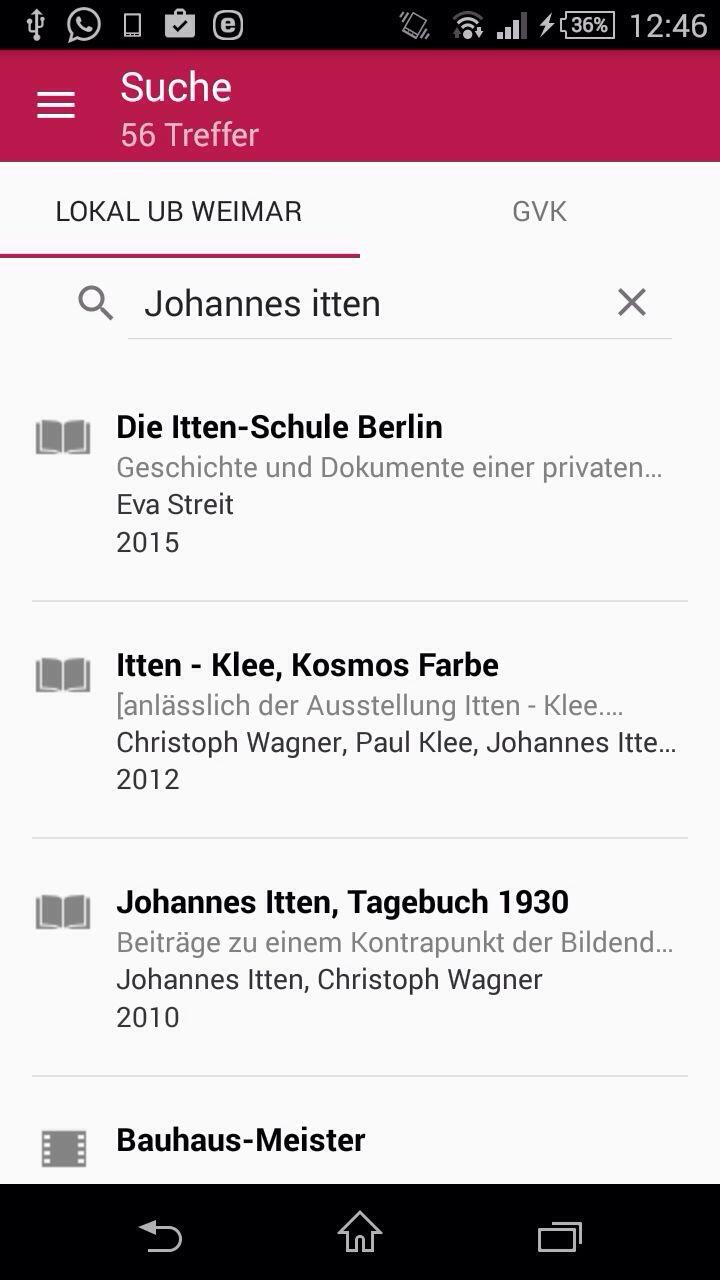 36% 12:46
Suche
56 Treffer
LOKAL UB WEIMAR GVK
Johannes itten
Die Itten-Schule Berlin
Geschichte und Dokumente einer privaten...
Eva Streit
2015
Itten - Klee, Kosmos Farbe
[anlässlich der Ausstellung Itten - Klee....
Christoph Wagner, Paul Klee, Johannes Itte...
2012
Johannes Itten, Tagebuch 1930
Beiträge zu einem Kontrapunkt der Bildend...
Johannes Itten, Christoph Wagner
2010
Bauhaus-Meister